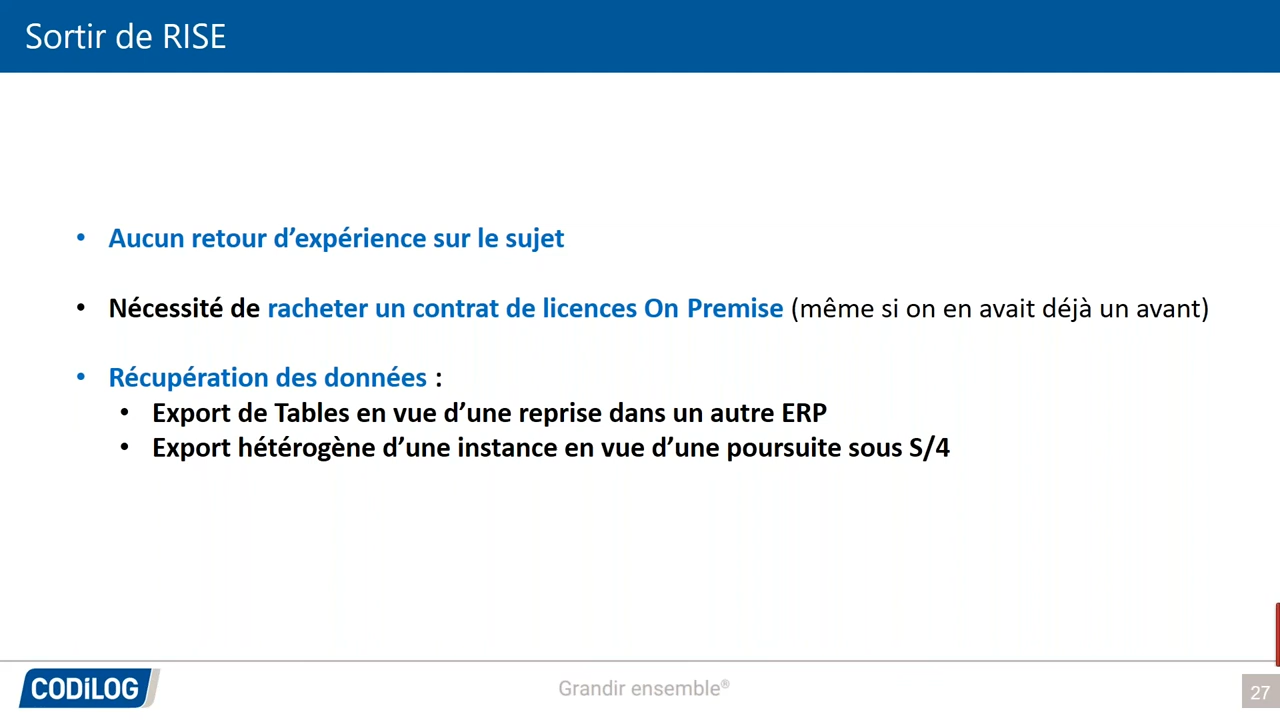 Sortir de RISE
• Aucun retour d’expérience sur le sujet
• Nécessité de racheter un contrat de licences On Premise (même si on en avait déjà un avant)
• Récupération des données :
• Export de Tables en vue d’une reprise dans un autre ERP
• Export hétérogène d’une instance en vue d’une poursuite sous S/4
CODiLOG
Grandir ensemble®
27